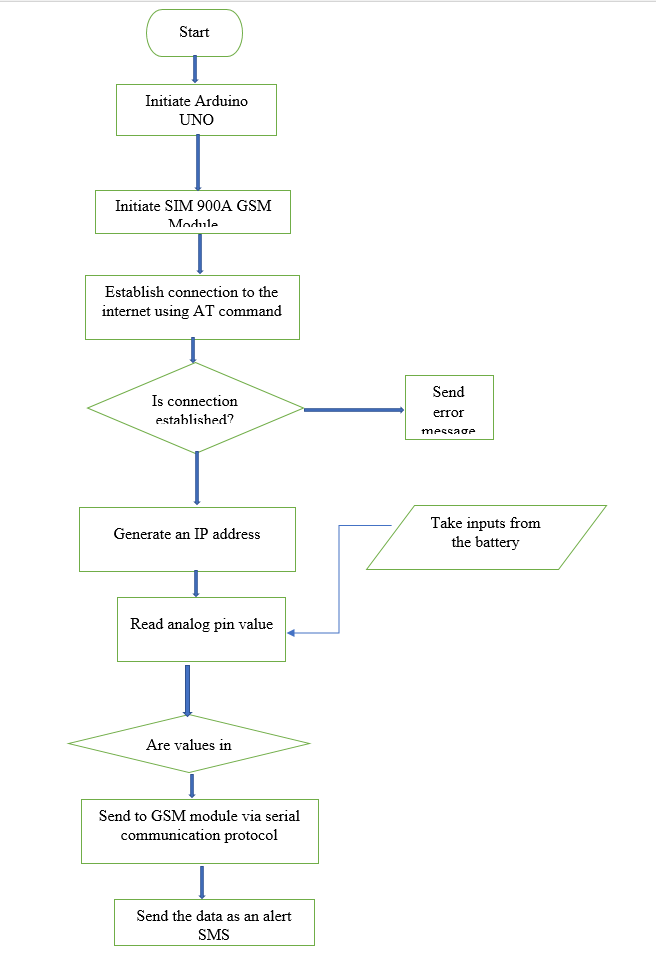 Start
Initiate Arduino
UNO
Initiate SIM 900A GSM
Module
Establish connection to the
internet using AT command
Is connection
established?
Send
error
message
Generate an IP address
Take inputs from
the battery
Read analog pin value
Are values in
Send to GSM module via serial
communication protocol
Send the data as an alert
SMS